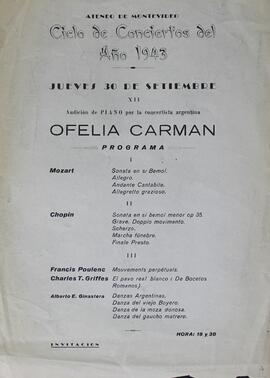 ATENEO DE MONTEVIDEO
Ciclo de Conciertos del
Año 1943
JUEVES 30 DE SETIEMBRE
XII
Audición de PIANO por la concertista argentina
OFELIA CARMAN
PROGRAMA
I
Mozart Sonata en si Bemol.
Allegro.
Andante Cantabile.
Allegretto grazioso.
II
Chopin Sonata en si bemol menor op 35.
Grave. Doppio movimento.
Scherzo.
Marcha fúnebre.
Finale Presto.
III
Francis Poulenc Mouvements perpétuals.
Charles T. Griffes El pavo real blanco (De Bocetos
Romanos).
Alberto E. Ginastera Danzas Argentinas.
Danza del viejo Boyero.
Danza de la moza donosa.
Danza del gaucho matrero.
HORA: 18 y 30
INVITACION